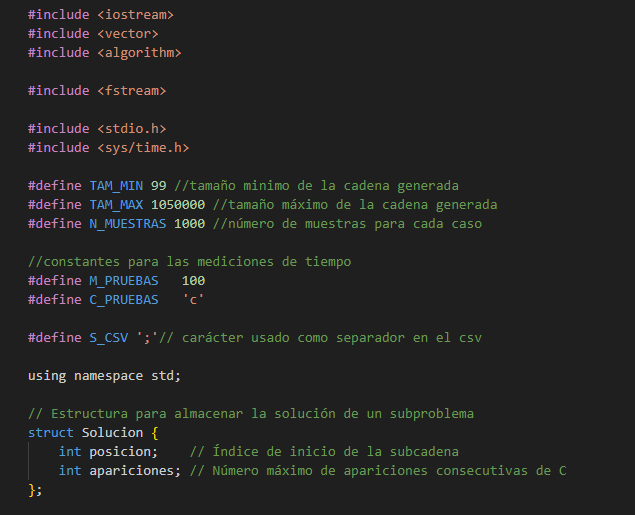 #include <iostream>
#include <vector>
#include <algorithm>
#include <fstream>
#include <stdio.h>
#include <sys/time.h>
#define TAM_MIN 99 //tamaño minimo de la cadena generada
#define TAM_MAX 1050000 //tamaño máximo de la cadena generada
#define N_MUESTRAS 1000 //número de muestras para cada caso
//constantes para las mediciones de tiempo
#define M_PRUEBAS   100
#define C_PRUEBAS   'c'
#define S_CSV ';'// carácter usado como separador en el csv
using namespace std;
// Estructura para almacenar la solución de un subproblema
struct Solucion {
    int posicion;    // Índice de inicio de la subcadena
    int apariciones; // Número máximo de apariciones consecutivas de C
};